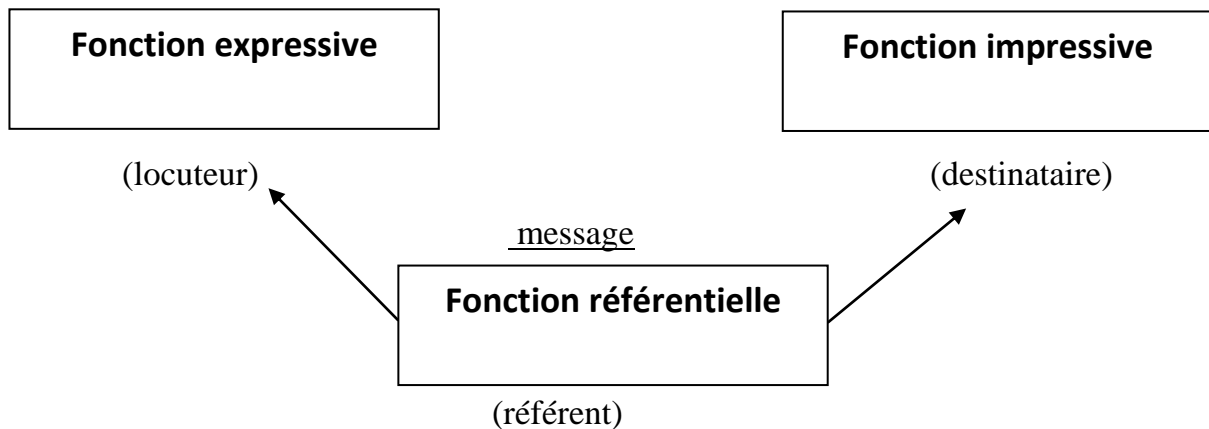 Fonction expressive
Fonction impressive
(locuteur)
(destinataire)
message
Fonction référentielle
(référent)